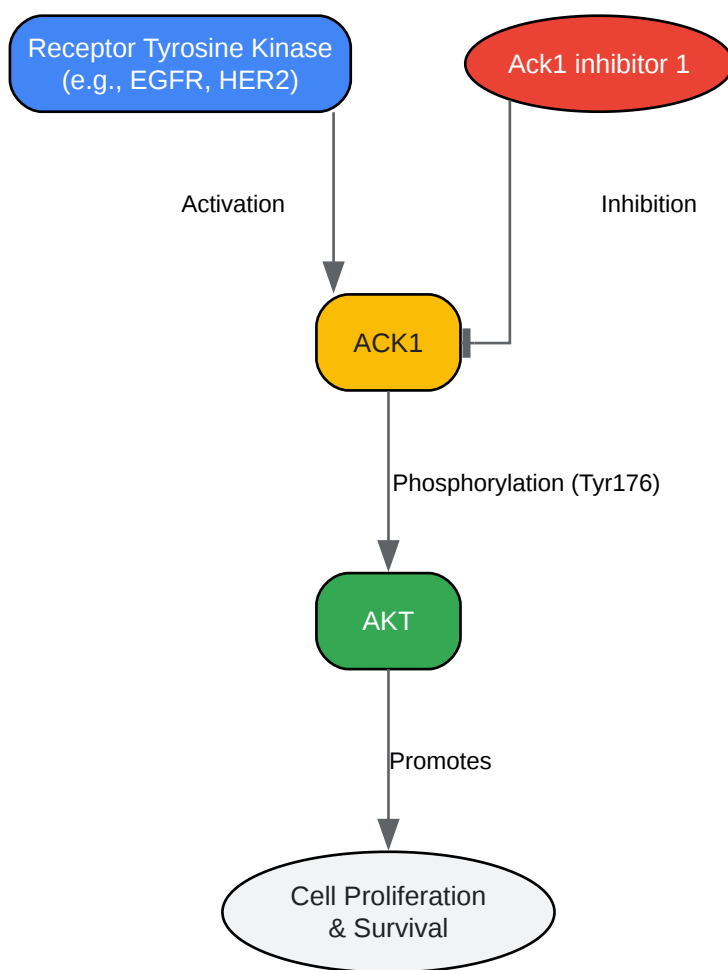 Receptor Tyrosine Kinase
(e.g., EGFR, HER2)
Ack1 inhibitor 1
Activation
Inhibition
ACK1
Phosphorylation (Tyr176)
AKT
Promotes
Cell Proliferation
& Survival